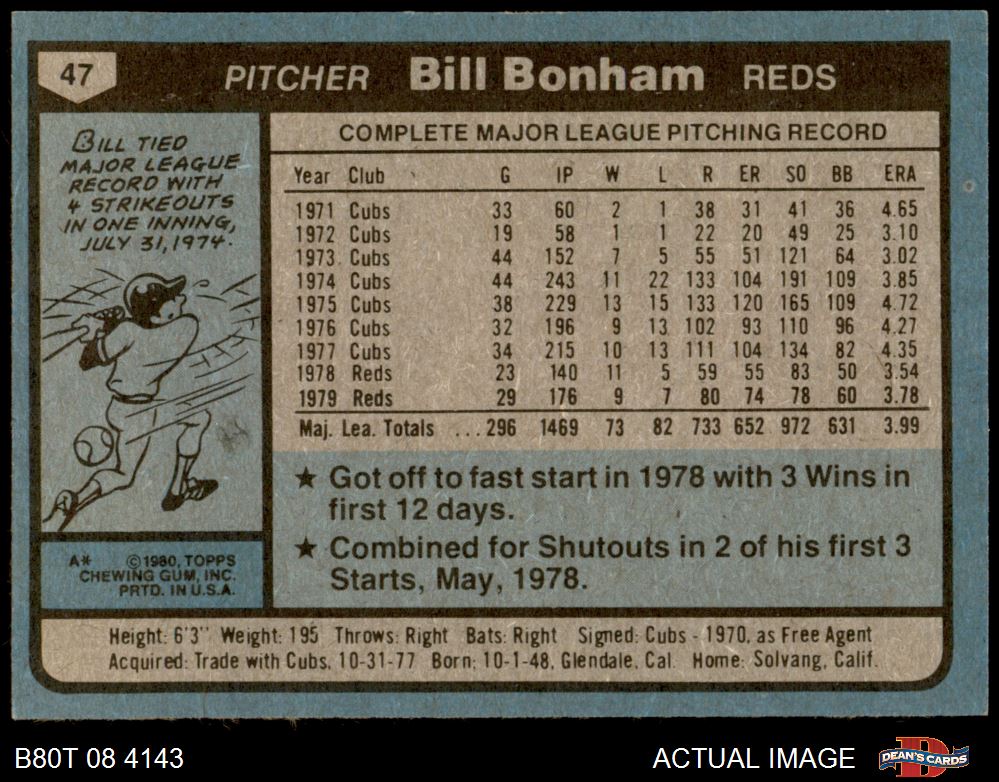 47 PITCHER Bill Bonham REDS
BILL TIED
MAJOR LEAGUE
RECORD WITH
4 STRIKEOUTS
IN ONE INNING,
JULY 31, 1974.
COMPLETE MAJOR LEAGUE PITCHING RECORD
Year Club G IP W L R ER SO BB ERA
1971 Cubs 33 60 2 1 38 31 41 36 4.65
1972 Cubs 19 58 1 1 22 20 49 25 3.10
1973 Cubs 44 152 7 5 55 51 121 64 3.02
1974 Cubs 44 243 11 22 133 104 191 109 3.85
1975 Cubs 38 229 13 15 133 120 165 109 4.72
1976 Cubs 32 196 9 13 102 93 110 96 4.27
1977 Cubs 34 215 10 13 111 104 134 82 4.35
1978 Reds 23 140 11 5 59 55 83 50 3.54
1979 Reds 29 176 9 7 80 74 78 60 3.78
Maj. Lea. Totals ...296 1469 73 82 733 652 972 631 3.99
★ Got off to fast start in 1978 with 3 Wins in
first 12 days.
★ Combined for Shutouts in 2 of his first 3
Starts, May, 1978.
A* ©1980, TOPPS
CHEWING GUM, INC.
PRTD. IN U.S.A.
Height: 6'3" Weight: 195 Throws: Right Bats: Right Signed: Cubs - 1970, as Free Agent
Acquired: Trade with Cubs, 10-31-77 Born: 10-1-48, Glendale, Cal. Home: Solvang, Calif.
B80T 08 4143 ACTUAL IMAGE DEAN'S CARDS